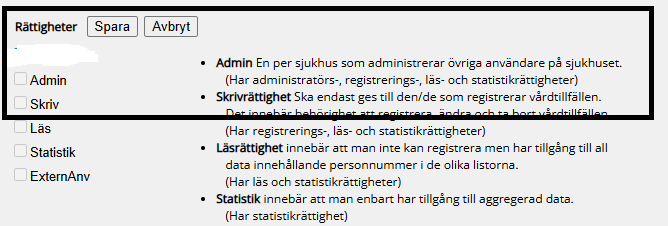 Rättigheter Spara Avbryt
Admin
Skriv
Läs
Statistik
ExternAnv
• Admin En per sjukhus som administrerar övriga användare på sjukhuset.
(Har administratörs-, registrerings-, läs- och statistikrättigheter)
• Skrivrättighet Ska endast ges till den/de som registrerar vårdtillfällen.
Det innebär behörighet att registrera, ändra och ta bort vårdtillfällen.
(Har registrerings-, läs- och statistikrättigheter)
• Läsrättighet innebär att man inte kan registrera men har tillgång till all
data innehållande personnummer i de olika listorna.
(Har läs och statistikrättigheter)
• Statistik innebär att man enbart har tillgång till aggregerad data.
(Har statistikrättighet)